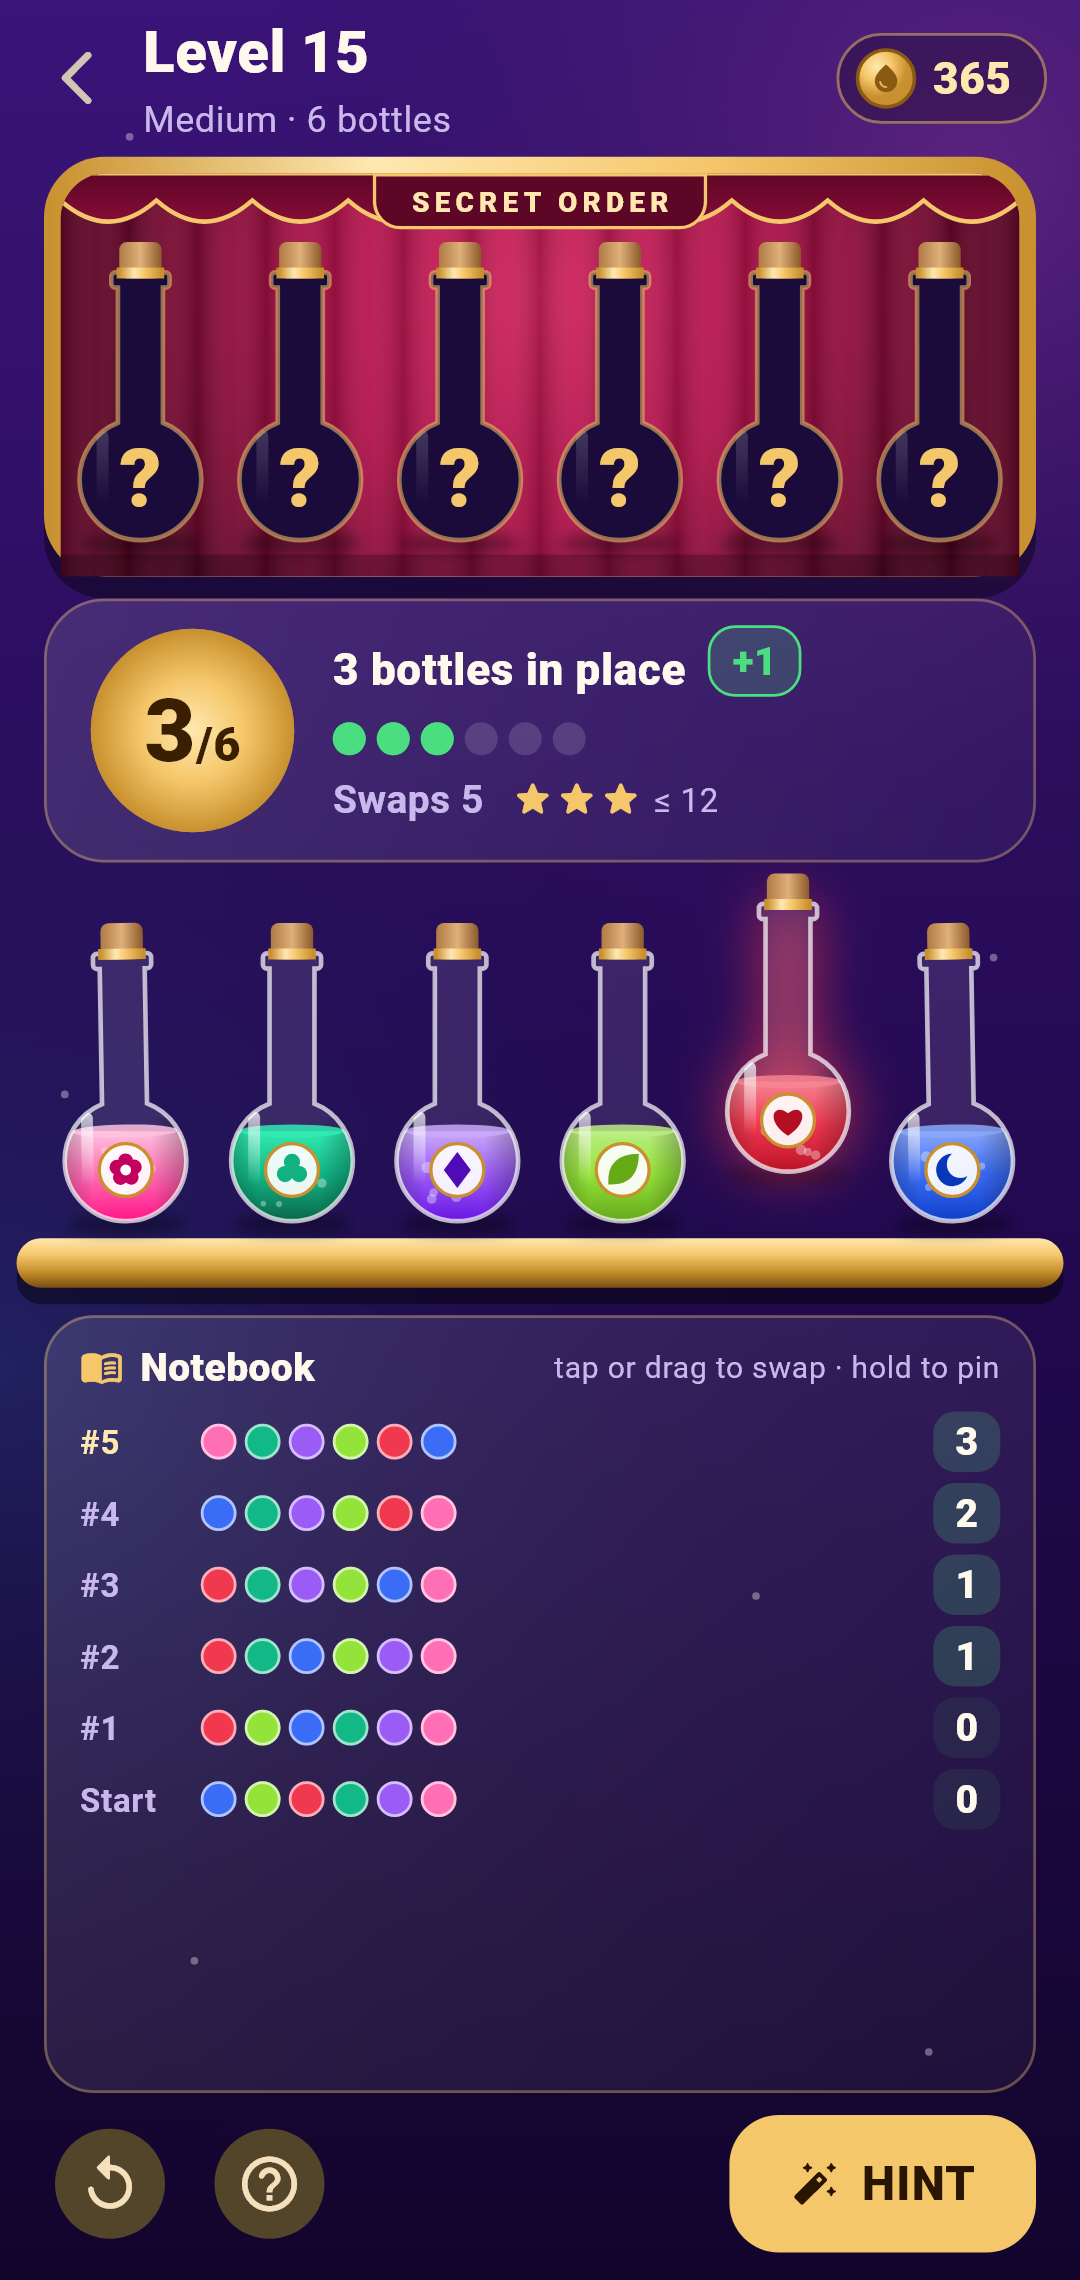 Level 15
Medium · 6 bottles
365
SECRET ORDER
? ? ? ? ? ?
3/6
3 bottles in place +1
Swaps 5 ≤ 12
Notebook
tap or drag to swap · hold to pin
#5 3
#4 2
#3 1
#2 1
#1 0
Start 0
HINT